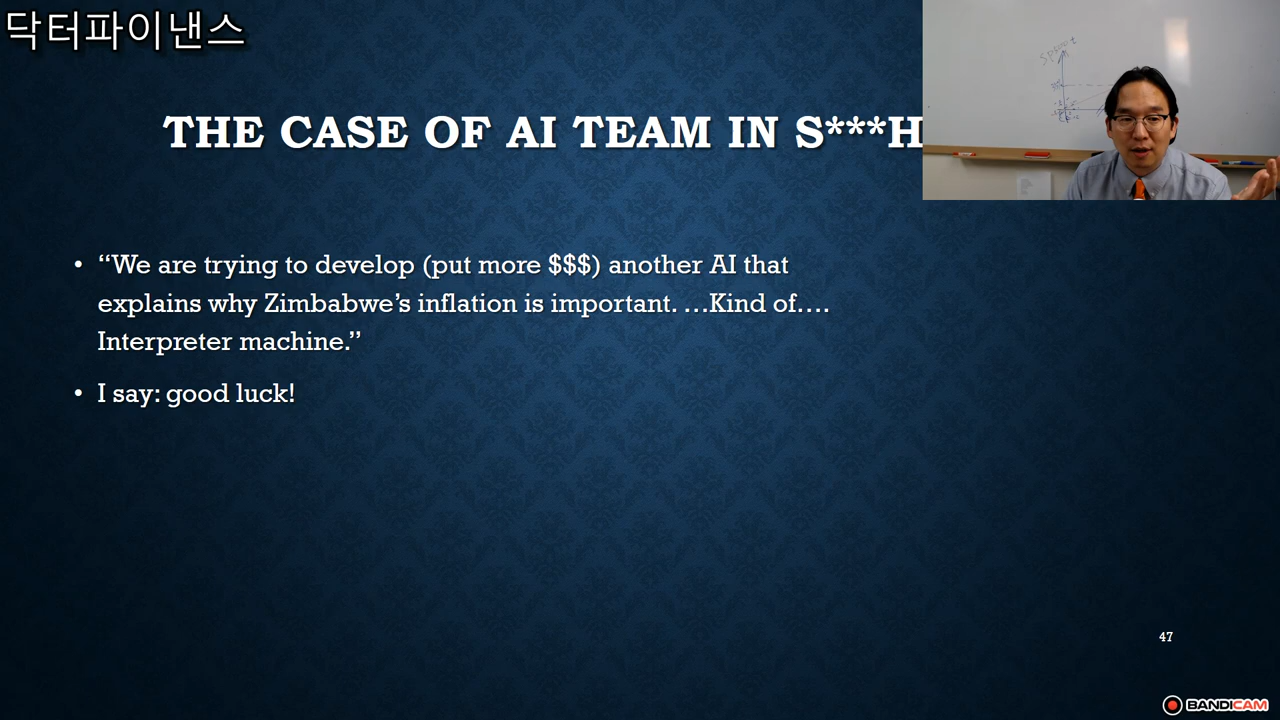 닥터파이낸스
THE CASE OF AI TEAM IN S***H
• “We are trying to develop (put more $$$) another AI that
explains why Zimbabwe’s inflation is important. …Kind of….
Interpreter machine.”
• I say: good luck!
47
BANDICAM